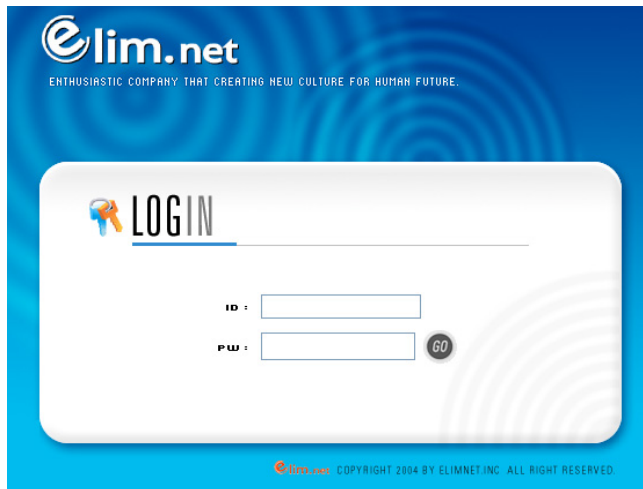 elim.net
ENTHUSIASTIC COMPANY THAT CREATING NEW CULTURE FOR HUMAN FUTURE.
LOGIN
ID :
PW :
GO
elim.net COPYRIGHT 2004 BY ELIMNET.INC ALL RIGHT RESERVED.